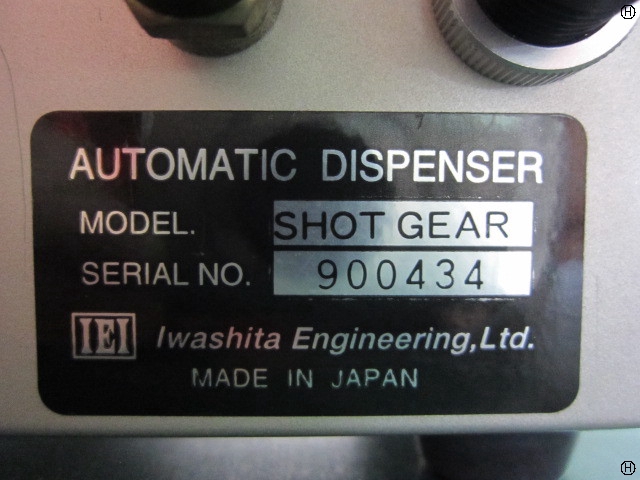 H
AUTOMATIC DISPENSER
MODEL. SHOT GEAR
SERIAL NO. 900434
IEI Iwashita Engineering,Ltd.
MADE IN JAPAN
H